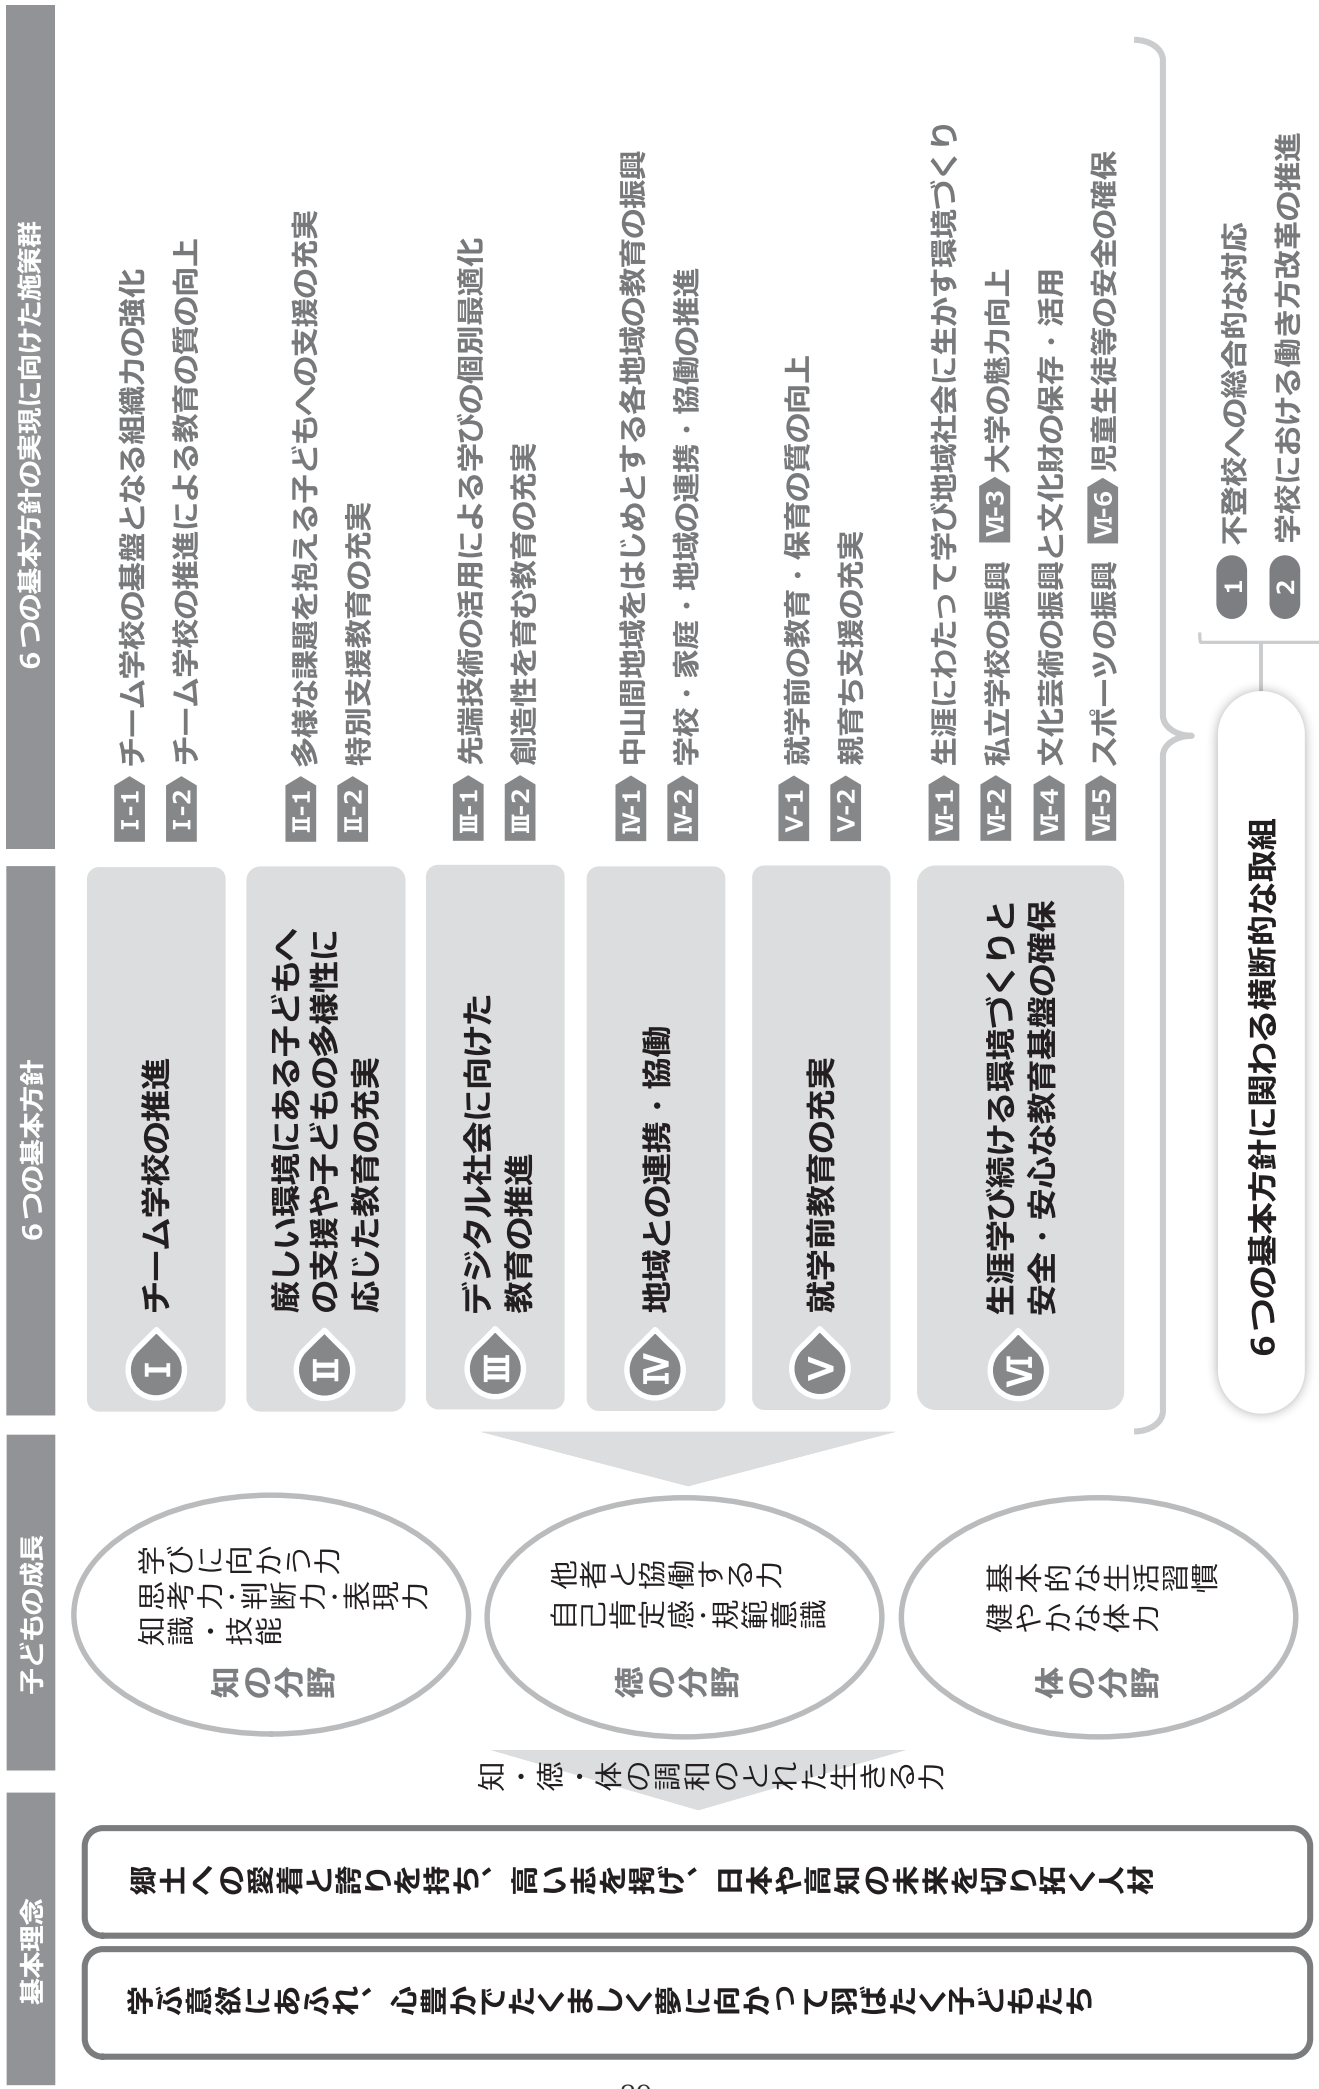 基本理念
学ぶ意欲にあふれ、心豊かでたくましく夢に向かって羽ばたく子どもたち
郷土への愛着と誇りを持ち、高い志を掲げ、日本や高知の未来を切り拓く人材
知・徳・体の調和のとれた生きる力
子どもの成長
知の分野
知識・技能
思考力・判断力・表現力
学びに向かう力
徳の分野
自己肯定感・規範意識
他者と協働する力
体の分野
健やかな体力
基本的な生活習慣
6つの基本方針
Ⅰ チーム学校の推進
Ⅱ 厳しい環境にある子どもへ
の支援や子どもの多様性に
応じた教育の充実
Ⅲ デジタル社会に向けた
教育の推進
Ⅳ 地域との連携・協働
Ⅴ 就学前教育の充実
Ⅵ 生涯学び続ける環境づくりと
安全・安心な教育基盤の確保
6つの基本方針の実現に向けた施策群
Ⅰ-1 チーム学校の基盤となる組織力の強化
Ⅰ-2 チーム学校の推進による教育の質の向上
Ⅱ-1 多様な課題を抱える子どもへの支援の充実
Ⅱ-2 特別支援教育の充実
Ⅲ-1 先端技術の活用による学びの個別最適化
Ⅲ-2 創造性を育む教育の充実
Ⅳ-1 中山間地域をはじめとする各地域の教育の振興
Ⅳ-2 学校・家庭・地域の連携・協働の推進
Ⅴ-1 就学前の教育・保育の質の向上
Ⅴ-2 親育ち支援の充実
Ⅵ-1 生涯にわたって学び地域社会に生かす環境づくり
Ⅵ-2 私立学校の振興 Ⅵ-3 大学の魅力向上
Ⅵ-4 文化芸術の振興と文化財の保存・活用
Ⅵ-5 スポーツの振興 Ⅵ-6 児童生徒等の安全の確保
6つの基本方針に関わる横断的な取組
1 不登校への総合的な対応
2 学校における働き方改革の推進